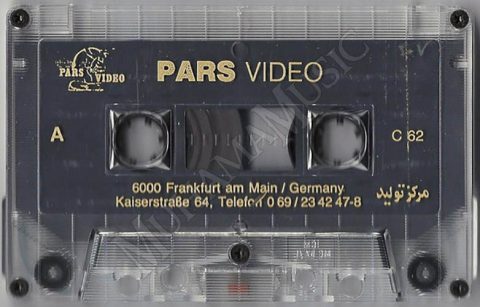 PARS VIDEO
PARS VIDEO
A
C 62
6000 Frankfurt am Main / Germany
Kaiserstraße 64, Telefon 0 69 / 23 42 47-8
مرکز تولید
MutamaMusic